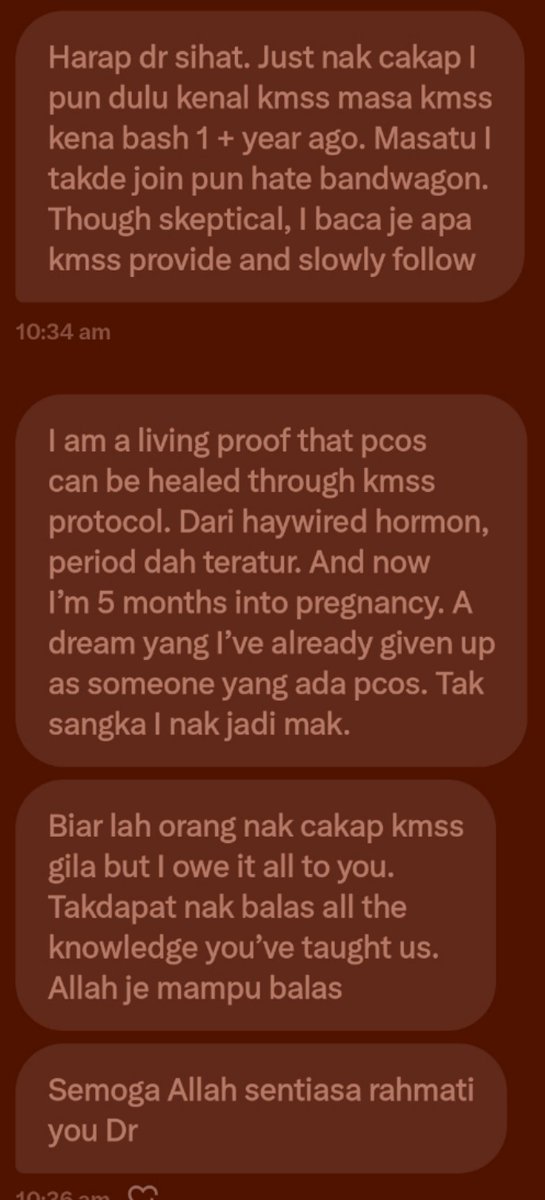 Harap dr sihat. Just nak cakap I
pun dulu kenal kmss masa kmss
kena bash 1 + year ago. Masatu I
takde join pun hate bandwagon.
Though skeptical, I baca je apa
kmss provide and slowly follow
10:34 am
I am a living proof that pcos
can be healed through kmss
protocol. Dari haywired hormon,
period dah teratur. And now
I'm 5 months into pregnancy. A
dream yang I've already given up
as someone yang ada pcos. Tak
sangka I nak jadi mak.
Biar lah orang nak cakap kmss
gila but I owe it all to you.
Takdapat nak balas all the
knowledge you've taught us.
Allah je mampu balas
Semoga Allah sentiasa rahmati
you Dr
10:36 am